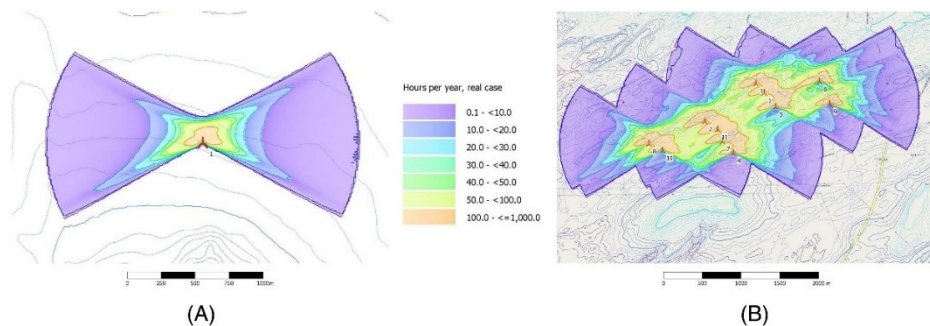 1
Hours per year, real case
0.1 - <10.0
10.0 - <20.0
20.0 - <30.0
30.0 - <40.0
40.0 - <50.0
50.0 - <100.0
100.0 - <=1,000.0
0 250 500 750 1000m
(A)
0 500 1000 1500 2000 m
(B)